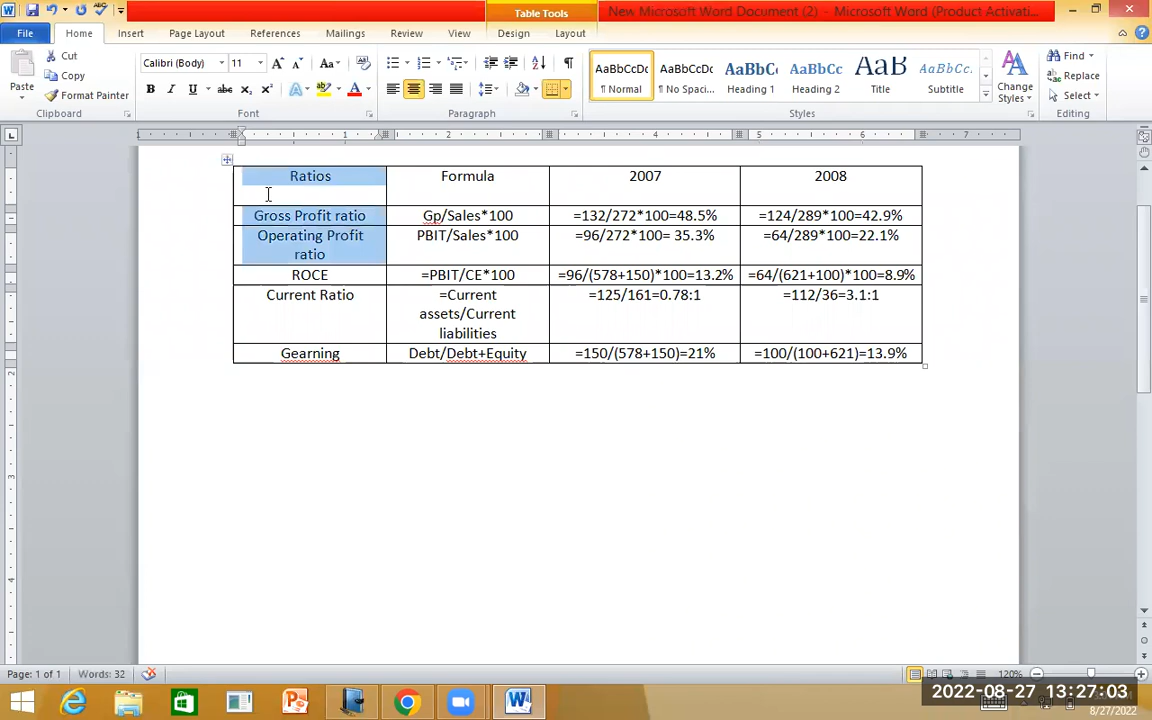 Table Tools
New Microsoft Word Document (2) - Microsoft Word (Product Activati...
File Home Insert Page Layout References Mailings Review View Design Layout
Cut
Copy
Format Painter
Paste
Clipboard
Calibri (Body) 11
Font
Paragraph
AaBbCcDc AaBbCcDc AaBbC AaBbCc AaB AaBbCc.
¶ Normal ¶ No Spaci... Heading 1 Heading 2 Title Subtitle
Styles
Change
Styles
Find
Replace
Select
Editing
1 1 2 4 5 6 7
Ratios Formula 2007 2008
Gross Profit ratio Gp/Sales*100 =132/272*100=48.5% =124/289*100=42.9%
Operating Profit ratio PBIT/Sales*100 =96/272*100= 35.3% =64/289*100=22.1%
ROCE =PBIT/CE*100 =96/(578+150)*100=13.2% =64/(621+100)*100=8.9%
Current Ratio =Current assets/Current liabilities =125/161=0.78:1 =112/36=3.1:1
Gearning Debt/Debt+Equity =150/(578+150)=21% =100/(100+621)=13.9%
Page: 1 of 1 Words: 32 120%
2022-08-27 13:27:03
8/27/2022